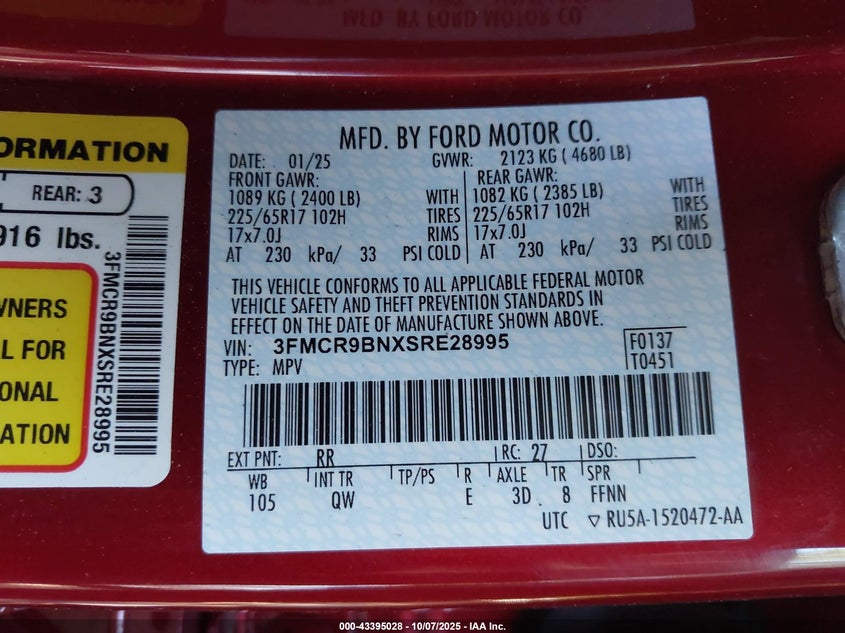 MFD. BY FORD MOTOR CO.
ORMATION
REAR: 3
916 lbs.
3FMCR9BNXSRE28995
WNERS
L FOR
ONAL
ATION
MFD. BY FORD MOTOR CO.
DATE: 01/25 GVWR: 2123 KG ( 4680 LB)
FRONT GAWR: REAR GAWR:
1089 KG ( 2400 LB) WITH 1082 KG ( 2385 LB) WITH
225/65R17 102H TIRES 225/65R17 102H TIRES
17x7.0J RIMS 17x7.0J RIMS
AT 230 kPa/ 33 PSI COLD AT 230 kPa/ 33 PSI COLD
THIS VEHICLE CONFORMS TO ALL APPLICABLE FEDERAL MOTOR
VEHICLE SAFETY AND THEFT PREVENTION STANDARDS IN
EFFECT ON THE DATE OF MANUFACTURE SHOWN ABOVE.
VIN: 3FMCR9BNXSRE28995 F0137
TYPE: MPV T0451
EXT PNT: RR RC: 27 DSO:
WB INT TR TP/PS R AXLE TR SPR
105 QW E 3D 8 FFNN
UTC RU5A-1520472-AA
000-43395028 - 10/07/2025 - IAA Inc.